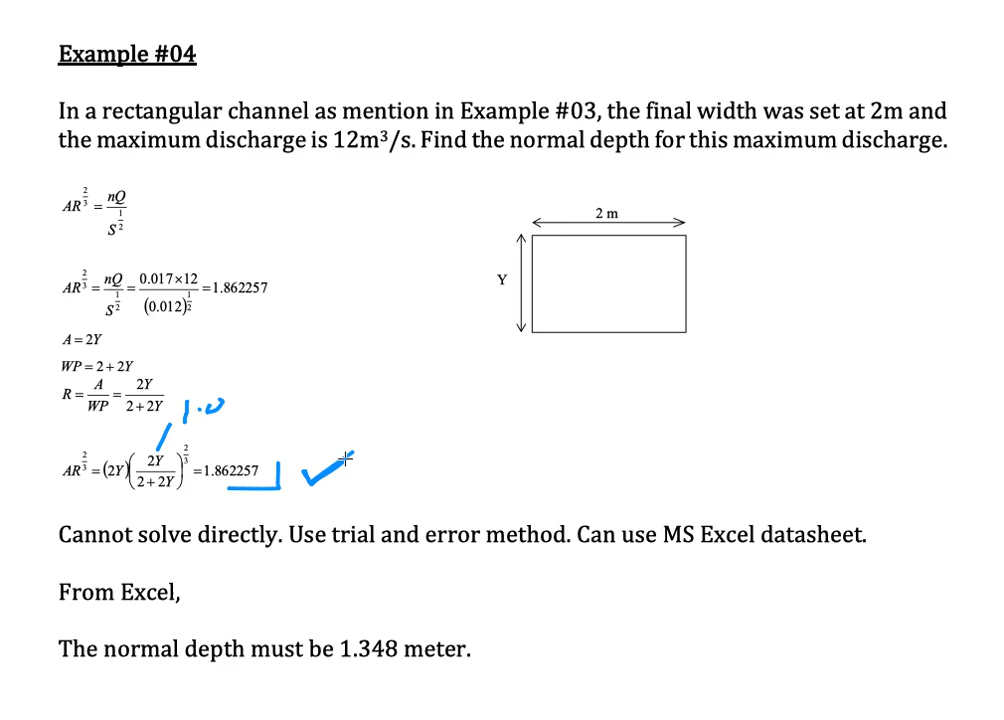 Example #04
In a rectangular channel as mention in Example #03, the final width was set at 2m and
the maximum discharge is 12m³/s. Find the normal depth for this maximum discharge.
AR^(2/3) = nQ / S^(1/2)
2 m
Y
AR^(2/3) = nQ / S^(1/2) = 0.017×12 / (0.012)^(1/2) = 1.862257
A = 2Y
WP = 2 + 2Y
R = A / WP = 2Y / 2 + 2Y
1.0
AR^(2/3) = (2Y)(2Y / 2 + 2Y)^(2/3) = 1.862257
Cannot solve directly. Use trial and error method. Can use MS Excel datasheet.
From Excel,
The normal depth must be 1.348 meter.